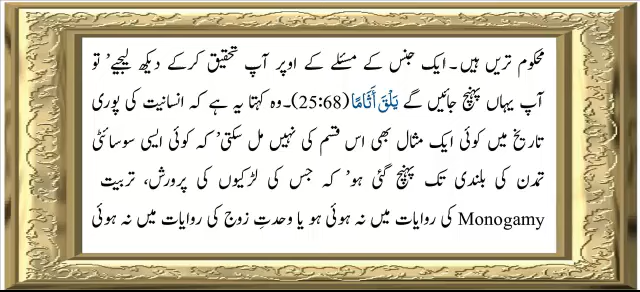 محکوم تریں ہیں۔ ایک جنس کے مسئلے کے اوپر آپ تحقیق کرکے دیکھ لیجیے' تو
آپ یہاں پہنچ جائیں گے يَلْقَ أَثَامًا (25:68)۔ وہ کہتا یہ ہے کہ انسانیت کی پوری
تاریخ میں کوئی ایک مثال بھی اس قسم کی نہیں مل سکتی' کہ کوئی ایسی سوسائٹی
تمدن کی بلندی تک پہنچ گئی ہو' کہ جس کی لڑکیوں کی پرورش، تربیت
Monogamy کی روایات میں نہ ہوئی ہو یا وحدتِ زوج کی روایات میں نہ ہوئی